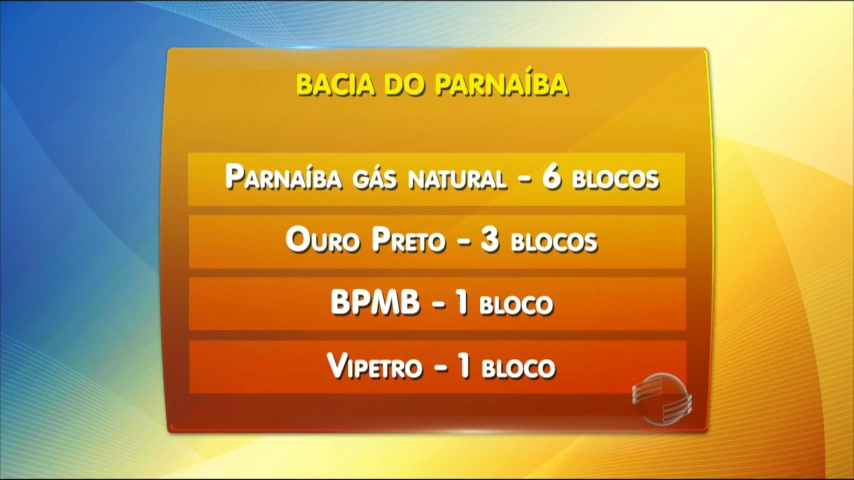 BACIA DO PARNAÍBA
PARNAÍBA GÁS NATURAL - 6 BLOCOS
OURO PRETO - 3 BLOCOS
BPMB - 1 BLOCO
VIPETRO - 1 BLOCO